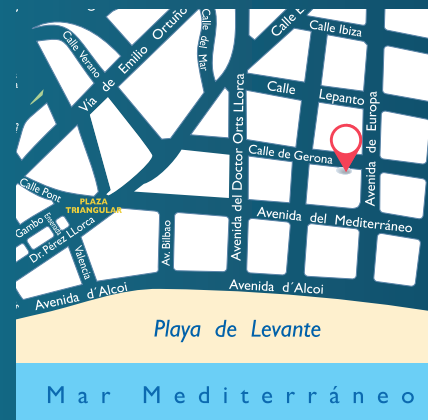 Calle Ibiza
Calle Verano
Vía de Emilio Ortuño
Calle del Mar
Calle
Calle Lepanto
Avenida de Europa
Avenida del Doctor Orts LLorca
Calle de Gerona
Calle Pont
PLAZA
TRIANGULAR
Gambo
Dr. Pérez LLorca
Valencia
Av. Bilbao
Avenida del Mediterráneo
Avenida d´Alcoi
Avenida d´Alcoi
Playa de Levante
Mar Mediterráneo